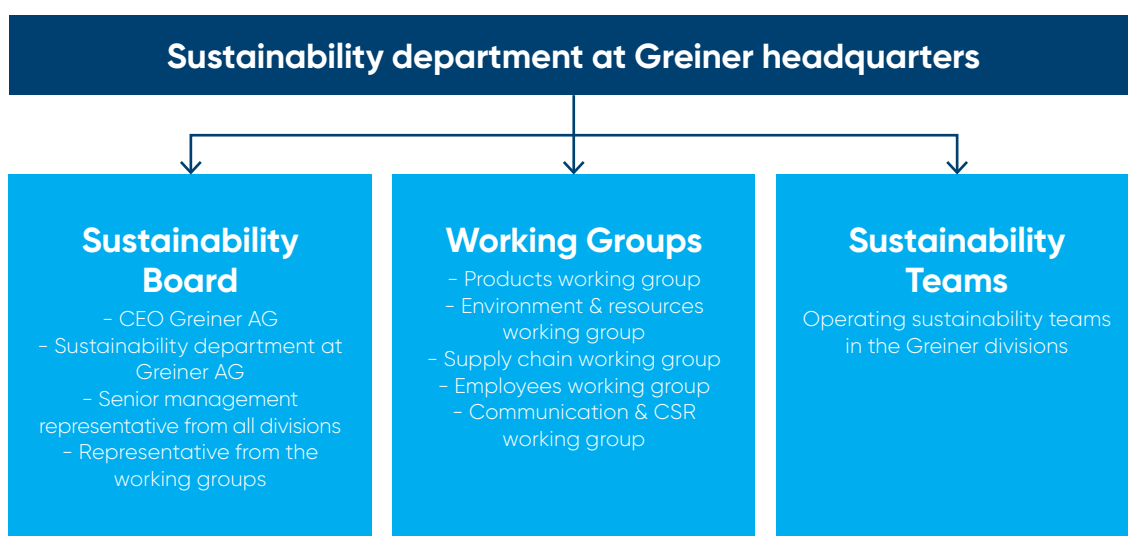 Sustainability department at Greiner headquarters
Sustainability
Board
- CEO Greiner AG
- Sustainability department at
Greiner AG
- Senior management
representative from all divisions
- Representative from the
working groups
Working Groups
- Products working group
- Environment & resources
working group
- Supply chain working group
- Employees working group
- Communication & CSR
working group
Sustainability
Teams
Operating sustainability teams
in the Greiner divisions